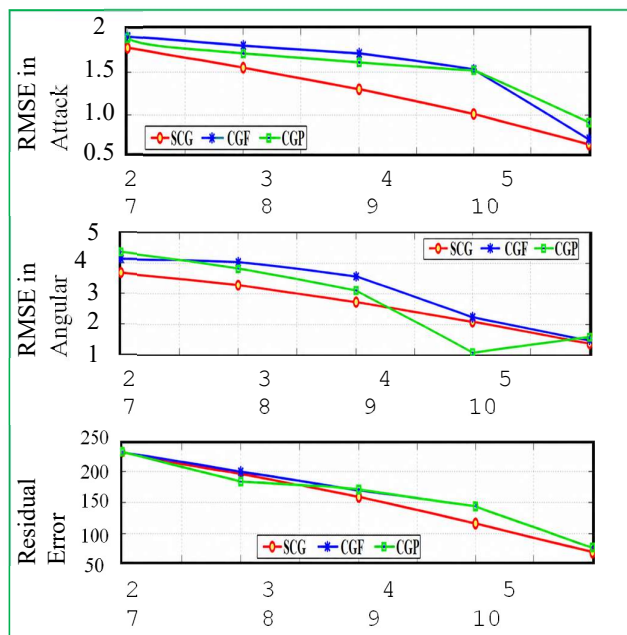 RMSE in
Attack
2
1.5
1.0
0.5
SCG CGF CGP
2 3 4 5
7 8 9 10
RMSE in
Angular
5
4
3
2
1
SCG CGF CGP
2 3 4 5
7 8 9 10
Residual
Error
250
200
150
100
50
SCG CGF CGP
2 3 4 5
7 8 9 10